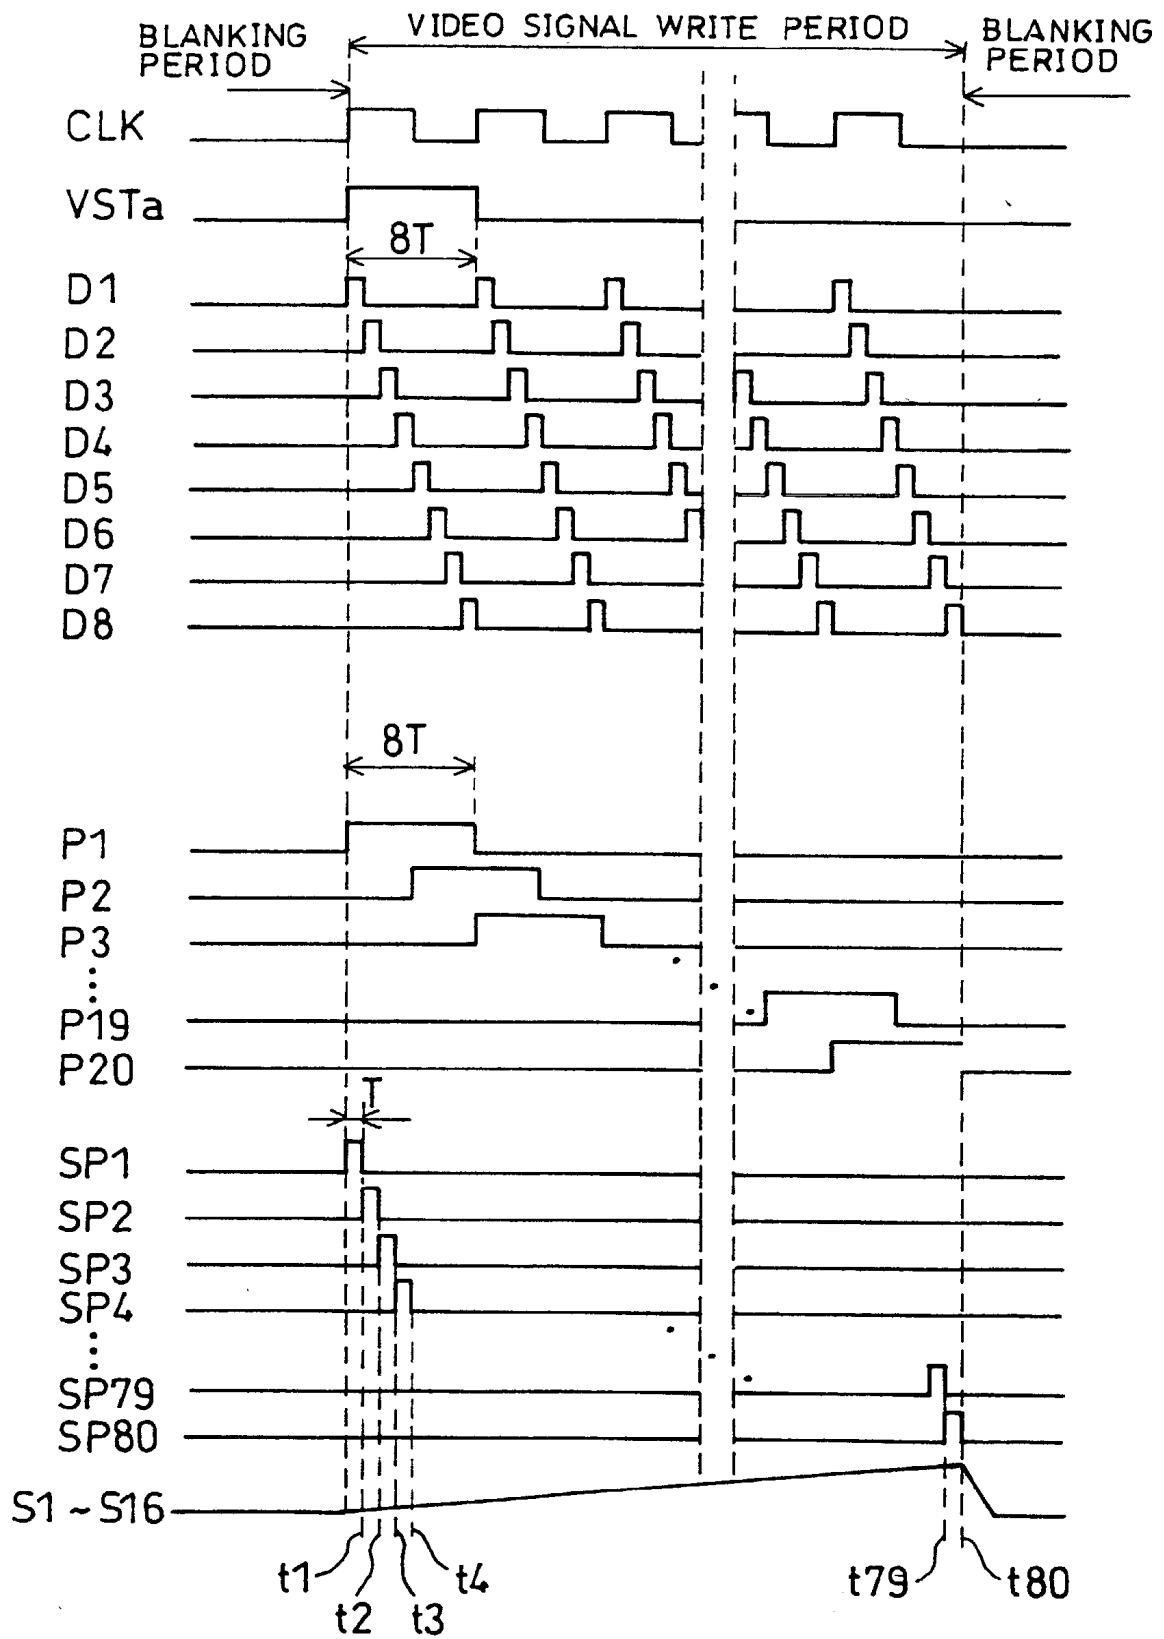 BLANKING
PERIOD
VIDEO SIGNAL WRITE PERIOD
BLANKING
PERIOD
CLK
VSTa
8T
D1
D2
D3
D4
D5
D6
D7
D8
8T
P1
P2
P3
P19
P20
T
SP1
SP2
SP3
SP4
SP79
SP80
S1~S16
t1
t2
t3
t4
t79
t80